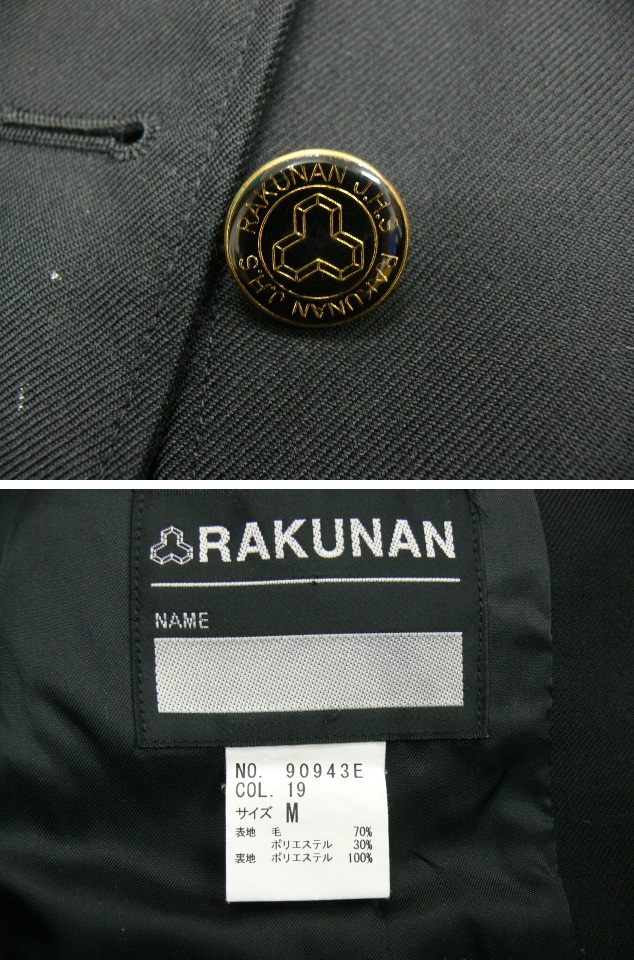 RAKUNAN J.H.S
RAKUNAN J.H.S
RAKUNAN
NAME
NO. 90943E
COL. 19
サイズ M
表地 毛 70%
ポリエステル 30%
裏地 ポリエステル 100%